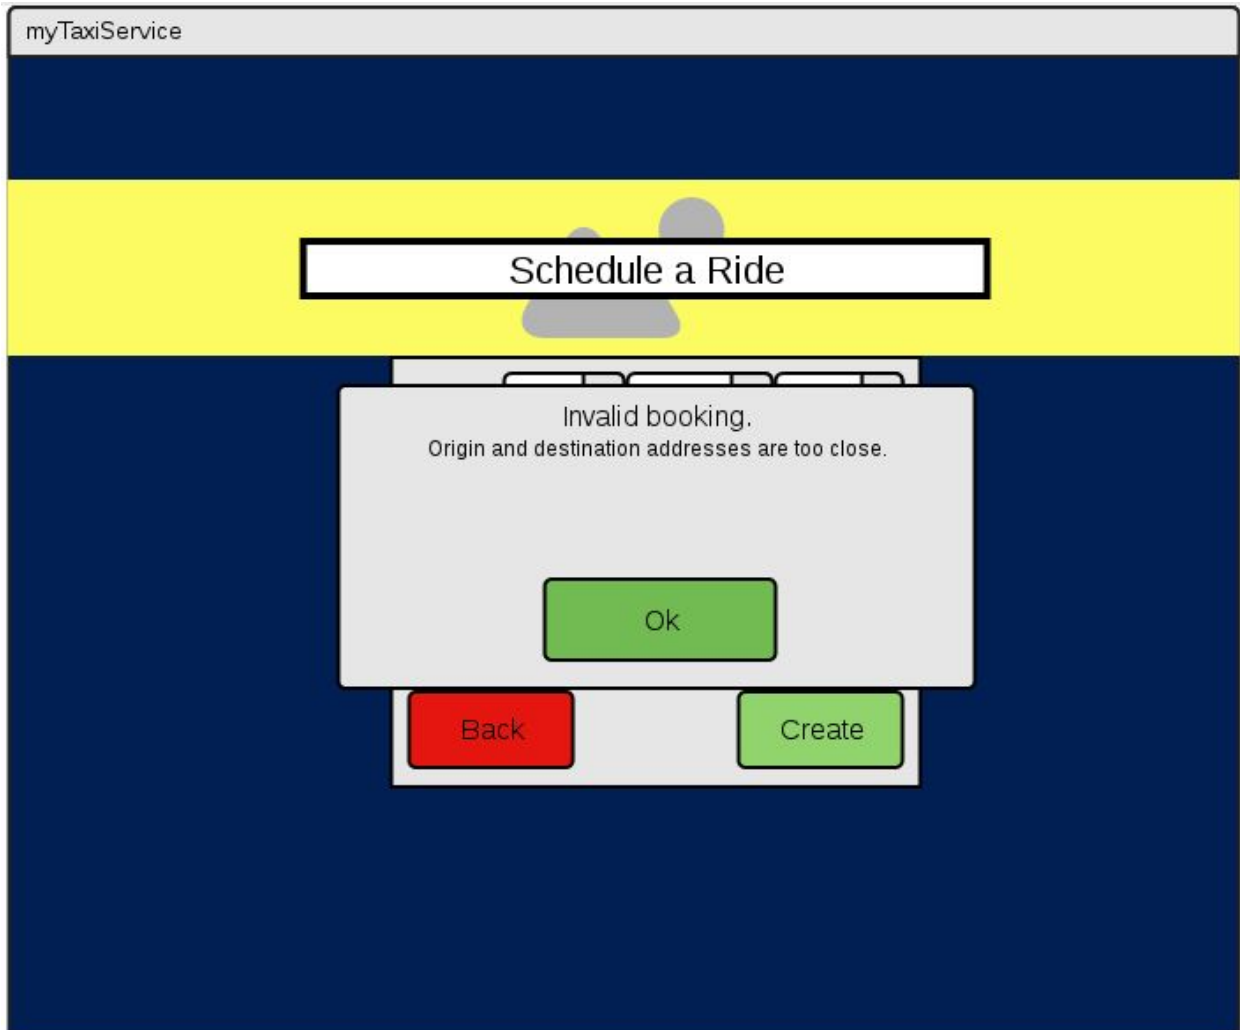 myTaxiService
Schedule a Ride
Invalid booking.
Origin and destination addresses are too close.
Ok
Back
Create